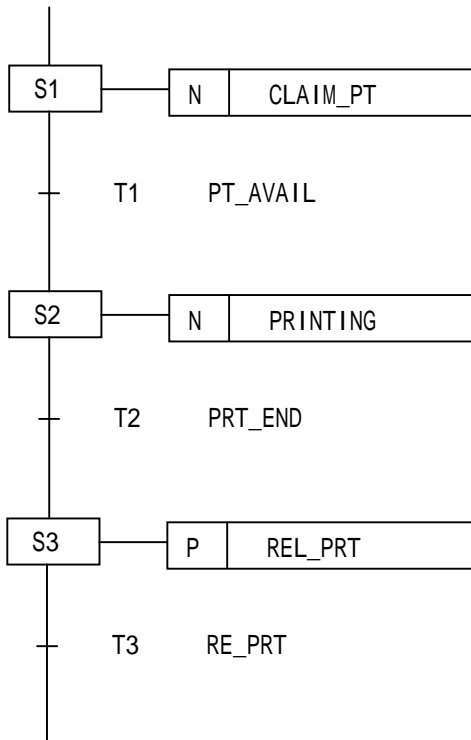 S1 N CLAIM_PT
T1 PT_AVAIL
S2 N PRINTING
T2 PRT_END
S3 P REL_PRT
T3 RE_PRT